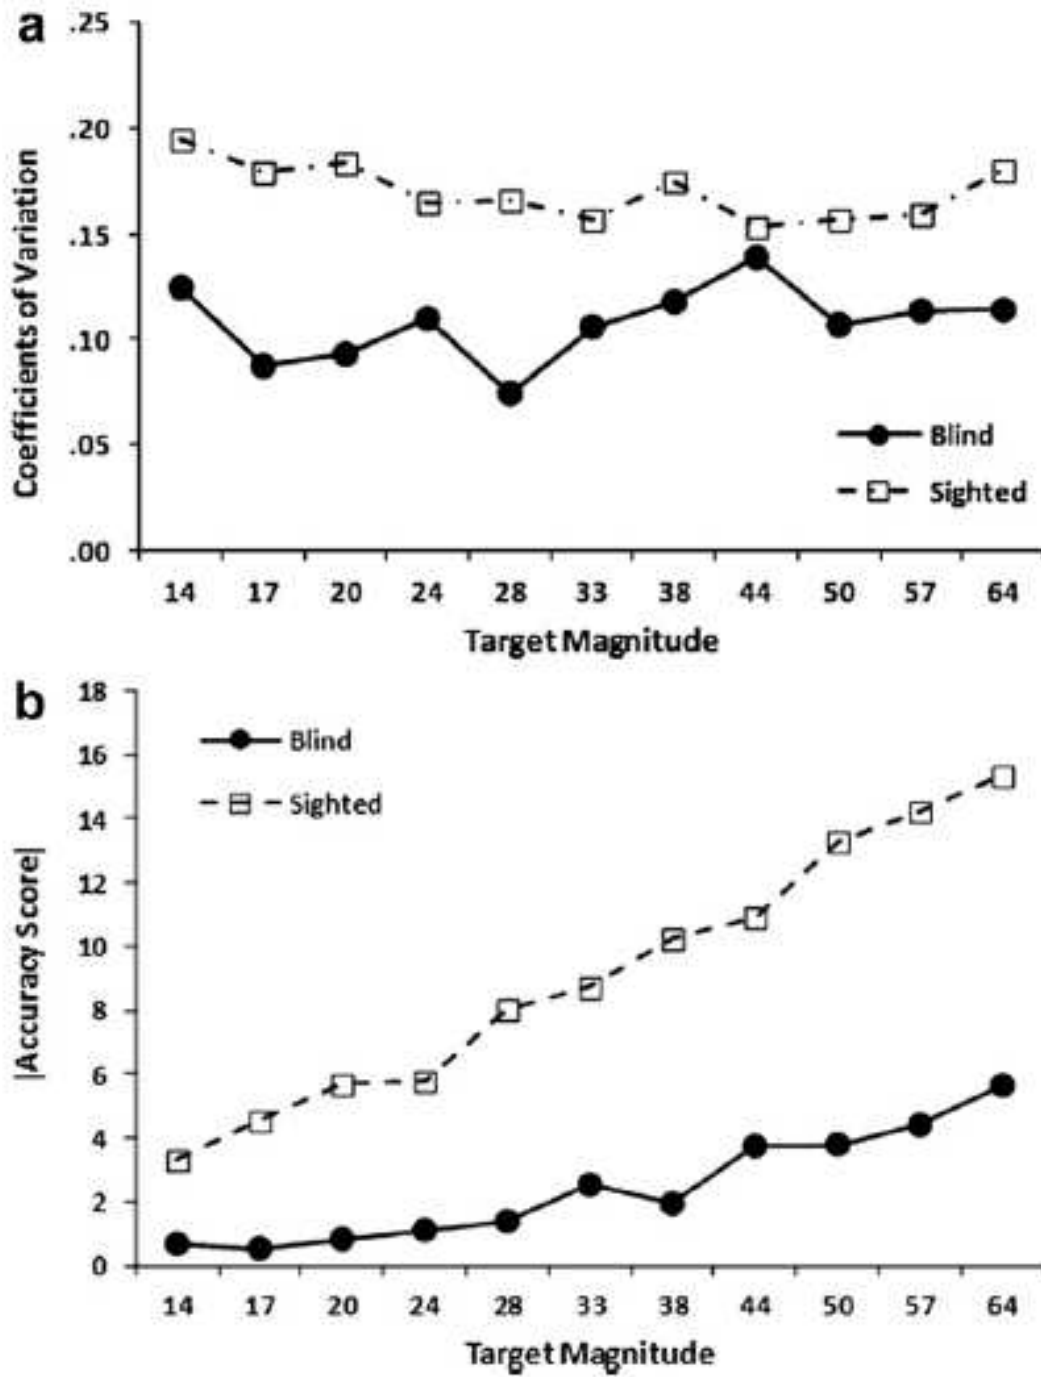 a
.25
.20
.15
.10
.05
.00
Coefficients of Variation
Blind
Sighted
14 17 20 24 28 33 38 44 50 57 64
Target Magnitude
b
18
16
14
12
10
8
6
4
2
0
|Accuracy Score|
Blind
Sighted
14 17 20 24 28 33 38 44 50 57 64
Target Magnitude